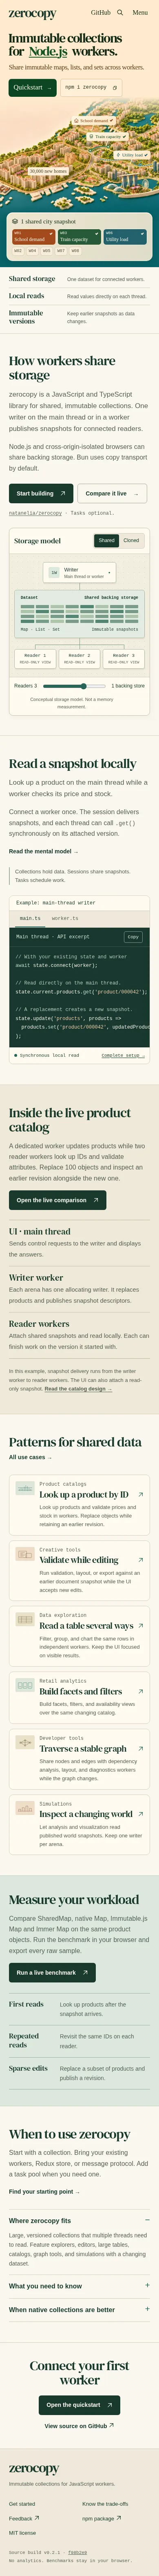 zerocopy GitHub Menu
Immutable collections
for Node.js workers.
Share immutable maps, lists, and sets across workers.
Quickstart → npm i zerocopy
School demand
Train capacity
Utility load
30,000 new homes
1 shared city snapshot
W01 School demand
W02 Train capacity
W03 Utility load
W03 W04 W05 W07 W08
Shared storage One dataset for connected workers.
Local reads Read values directly on each thread.
Immutable
versions
Keep earlier snapshots as data
changes.
How workers share
storage
zerocopy is a JavaScript and TypeScript
library for shared, immutable collections. One
writer on the main thread or in a worker
publishes snapshots for connected readers.
Node.js and cross-origin-isolated browsers can
share backing storage. Bun uses copy transport
by default.
Start building ↗ Compare it live →
natanelia/zerocopy · Tasks optional.
Storage model Shared Cloned
Writer
Main thread or worker
Dataset Shared backing storage
Map · List · Set Immutable snapshots
Reader 1 Reader 2 Reader 3
READ-ONLY VIEW READ-ONLY VIEW READ-ONLY VIEW
Readers 3 1 backing store
Conceptual storage model. Not a memory
measurement.
Read a snapshot locally
Look up a product on the main thread while a
worker checks its price and stock.
Connect a worker once. The session delivers
snapshots, and each thread can call .get()
synchronously on its attached version.
Read the mental model →
Collections hold data. Sessions share snapshots.
Tasks schedule work.
Example: main-thread writer
main.ts worker.ts
Main thread · API excerpt Copy
// With your existing state and worker
await state.connect(worker);
// Read directly on the main thread.
state.current.products.get('product/000042');
// A replacement creates a new snapshot.
state.update('products', products =>
products.set('product/000042', updatedProduc
);
Synchronous local read Complete setup →
Inside the live product
catalog
A dedicated writer updates products while two
reader workers look up IDs and validate
attributes. Replace 100 objects and inspect an
earlier revision alongside the new one.
Open the live comparison ↗
UI · main thread
Sends control requests to the writer and displays
the answers.
Writer worker
Each arena has one allocating writer. It replaces
products and publishes snapshot descriptors.
Reader workers
Attach shared snapshots and read locally. Each can
finish work on the version it started with.
In this example, snapshot delivery runs from the writer
worker to reader workers. The UI can also attach a read-
only snapshot. Read the catalog design →
Patterns for shared data
All use cases →
Product catalogs
Look up a product by ID ↗
Look up products and validate prices and
stock in workers. Replace objects while
retaining an earlier revision.
Creative tools
Validate while editing ↗
Run validation, layout, or export against an
earlier document snapshot while the UI
accepts new edits.
Data exploration
Read a table several ways ↗
Filter, group, and chart the same rows in
independent workers. Keep the UI focused
on visible results.
Retail analytics
Build facets and filters ↗
Build facets, filters, and availability views
over the same changing catalog.
Developer tools
Traverse a stable graph ↗
Share nodes and edges with dependency
analysis, layout, and diagnostics workers
while the graph changes.
Simulations
Inspect a changing world ↗
Let analysis and visualization read
published world snapshots. Keep one writer
per arena.
Measure your workload
Compare SharedMap, native Map, Immutable.js
Map and Immer Map on the same product
objects. Run the benchmark in your browser and
export every raw sample.
Run a live benchmark ↗
First reads Look up products after the
snapshot arrives.
Repeated
reads
Revisit the same IDs on each
reader.
Sparse edits Replace a subset of products and
publish a revision.
When to use zerocopy
Start with a collection. Bring your existing
workers, Redux store, or message protocol. Add
a task pool when you need one.
Find your starting point →
Where zerocopy fits −
Large, versioned collections that multiple threads need
to read. Feature explorers, editors, large tables,
catalogs, graph tools, and simulations with a changing
dataset.
What you need to know +
When native collections are better +
Connect your first
worker
Open the quickstart ↗
View source on GitHub ↗
zerocopy
Immutable collections for JavaScript workers.
Get started Know the trade-offs
Feedback ↗ npm package ↗
MIT license
No analytics. Benchmarks stay in your browser.